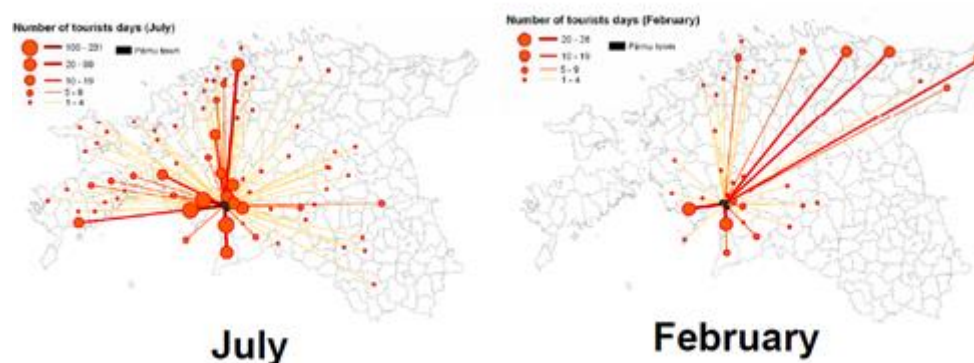 Number of tourists days (July)
100 - 231
20 - 99
10 - 19
5 - 9
1 - 4
Pärnu town
July
Number of tourists days (February)
20 - 26
10 - 19
5 - 9
1 - 4
Pärnu town
February